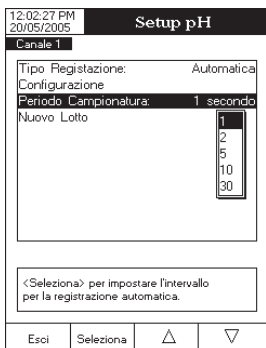 12:02:27 PM
20/05/2005
Setup pH
Canale 1
Tipo Registazione: Automatica
Configurazione
Periodo Campionatura: 1 secondo
Nuovo Lotto
1
2
5
10
30
<Seleziona> per impostare l'intervallo
per la registrazione automatica.
Esci Seleziona △ ▽